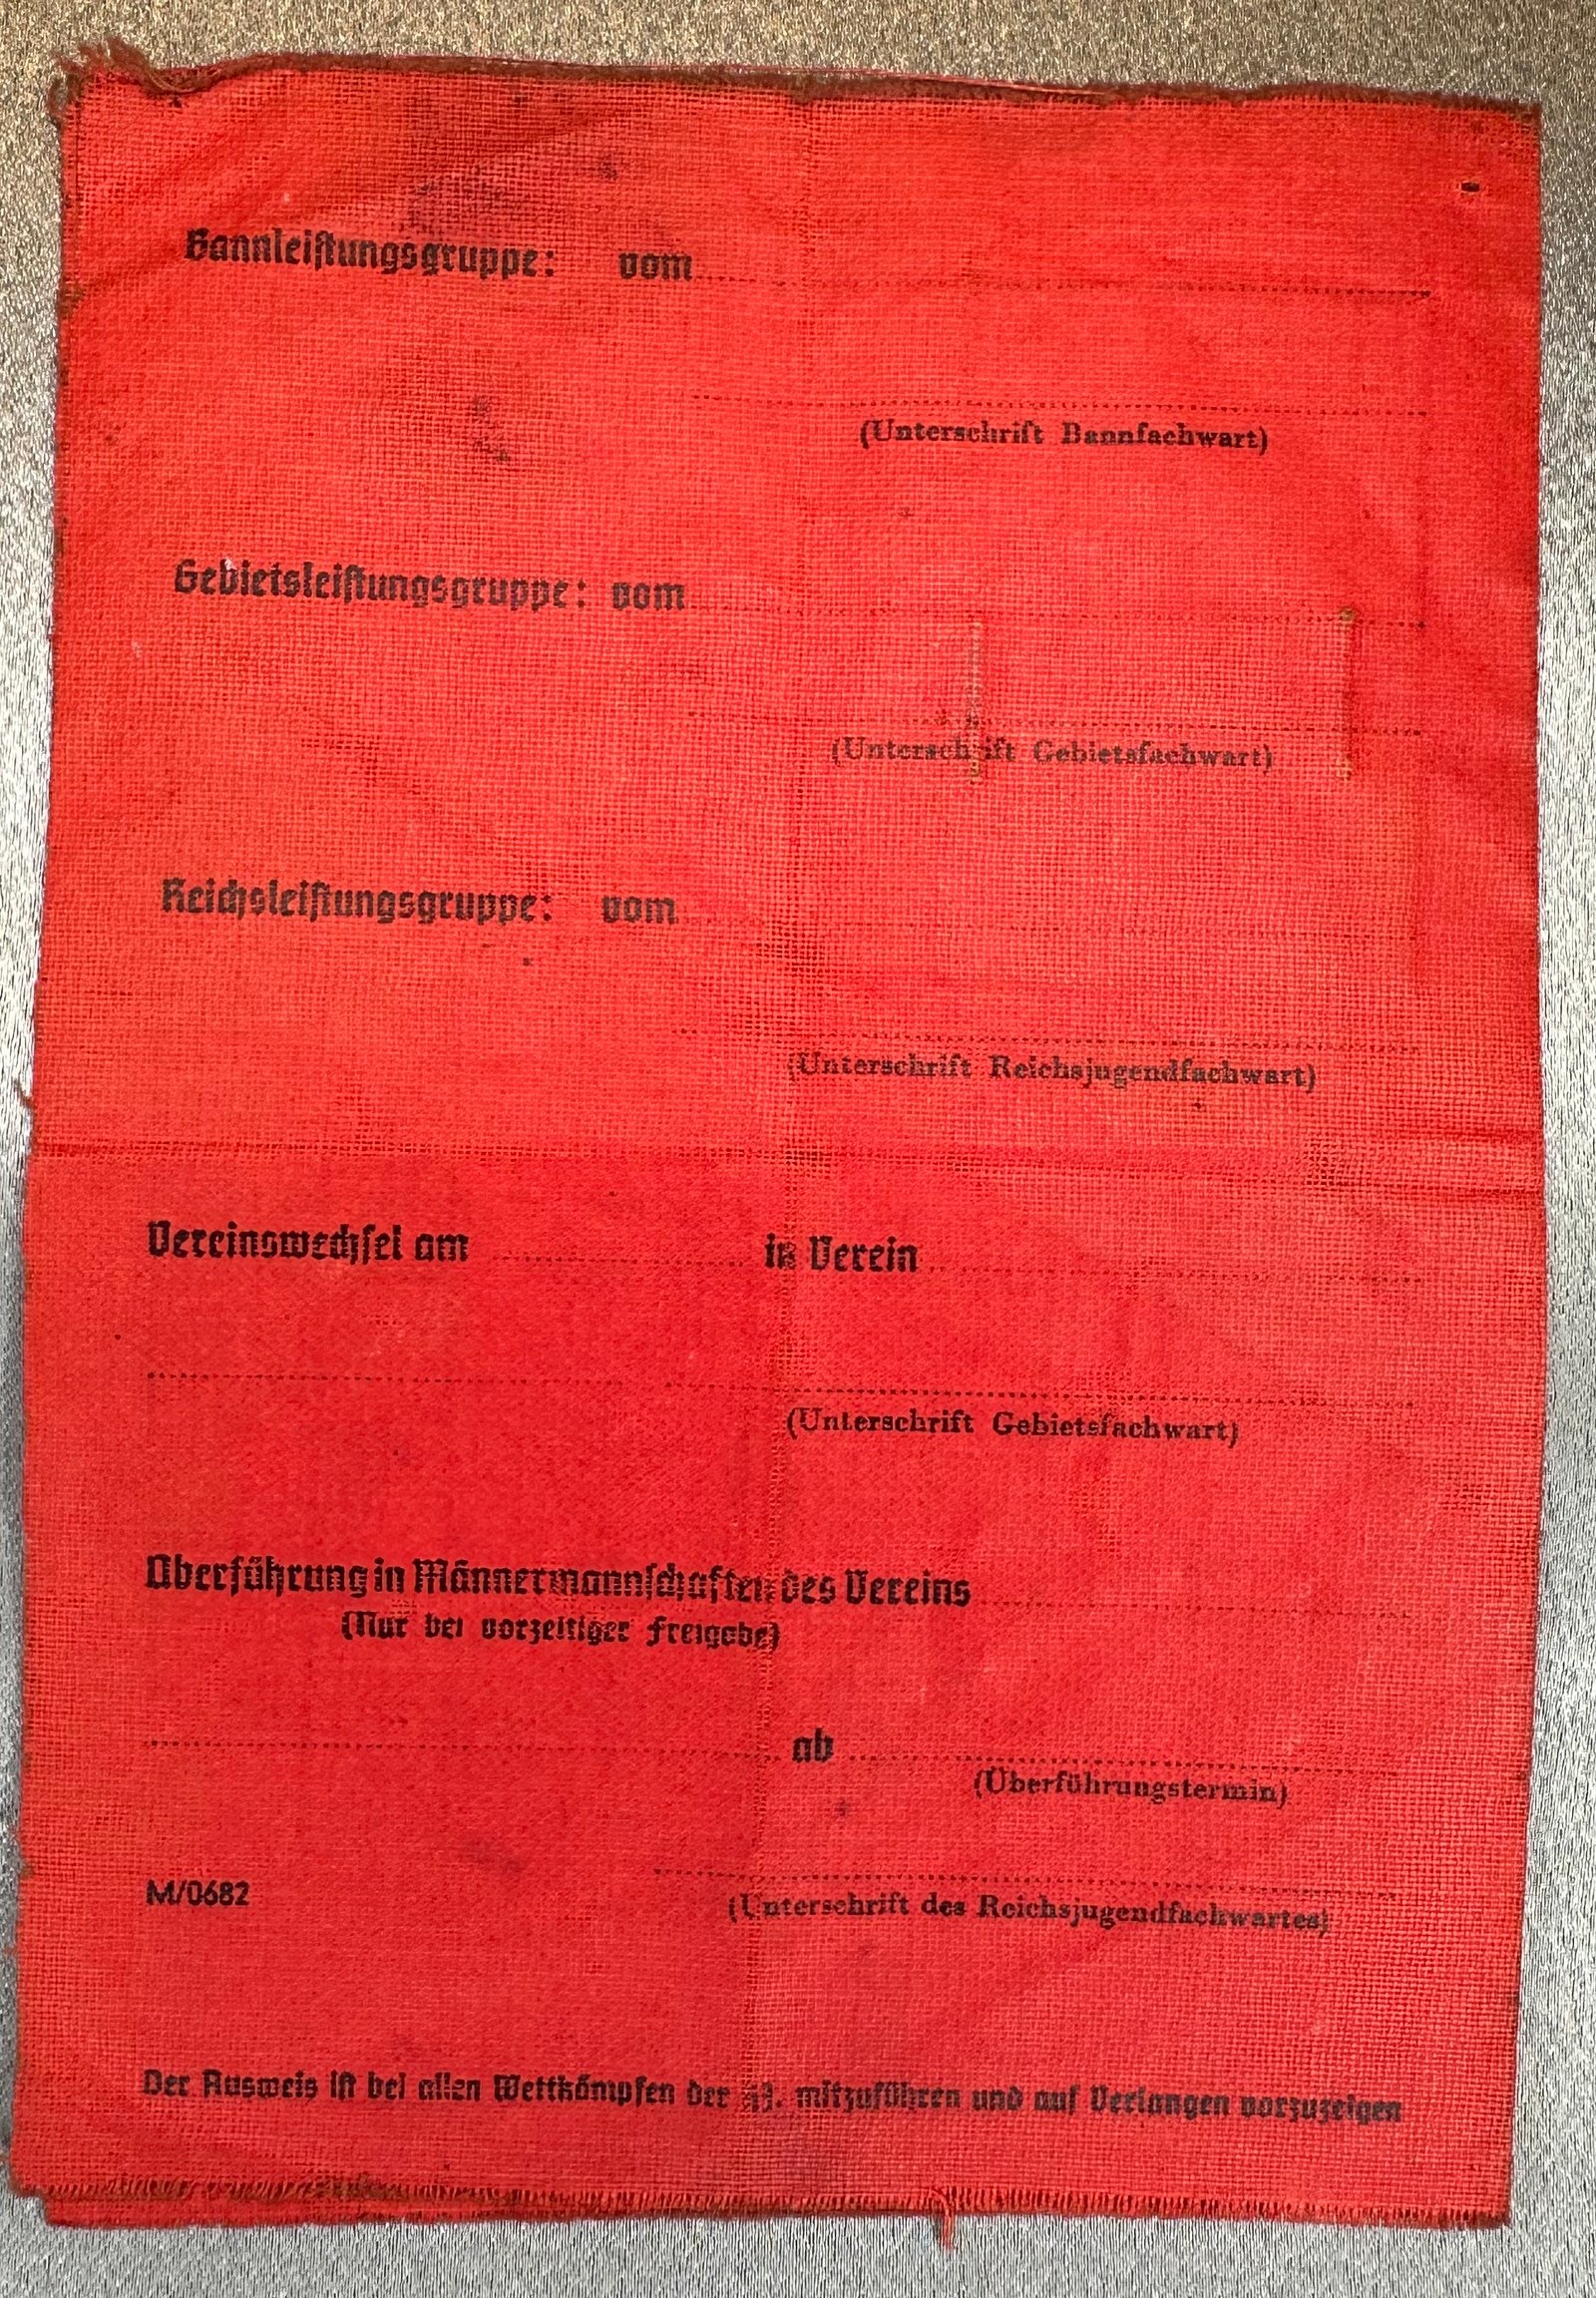 Bannleistungsgruppe: vom
(Unterschrift Bannfachwart)
Gebietsleistungsgruppe: vom
(Unterschrift Gebietsfachwart)
Reichsleistungsgruppe: vom
(Unterschrift Reichsjugendfachwart)
Vereinswechsel am in Verein
(Unterschrift Gebietsfachwart)
Überführung in Männermannschaften des Vereins
(Nur bei vorzeitiger Freigabe)
ab
(Überführungstermin)
M/0682
(Unterschrift des Reichsjugendfachwartes)
Der Ausweis ist bei allen Wettkämpfen der HJ. mitzuführen und auf Verlangen vorzuzeigen